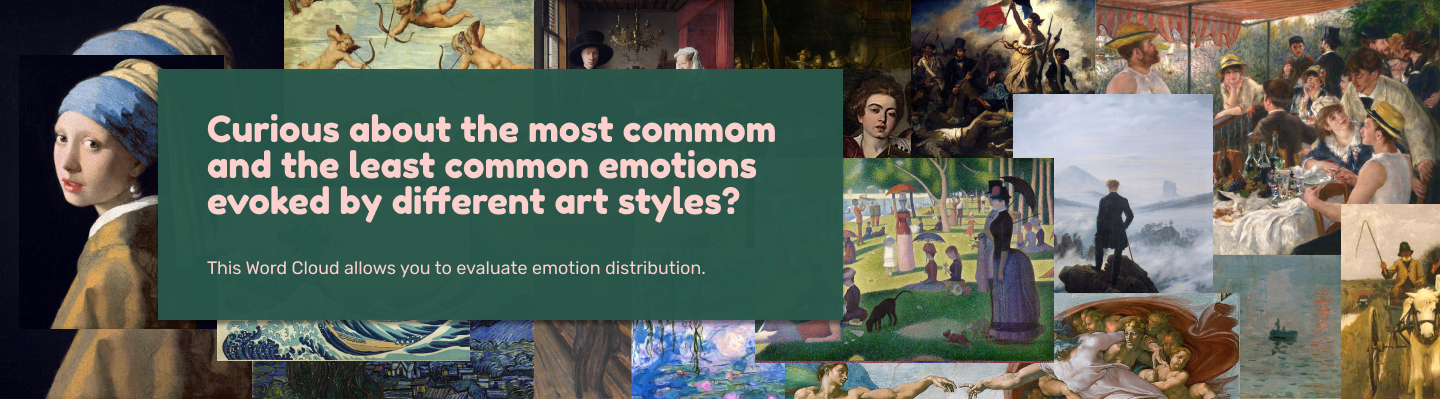 Curious about the most commom
and the least common emotions
evoked by different art styles?
This Word Cloud allows you to evaluate emotion distribution.